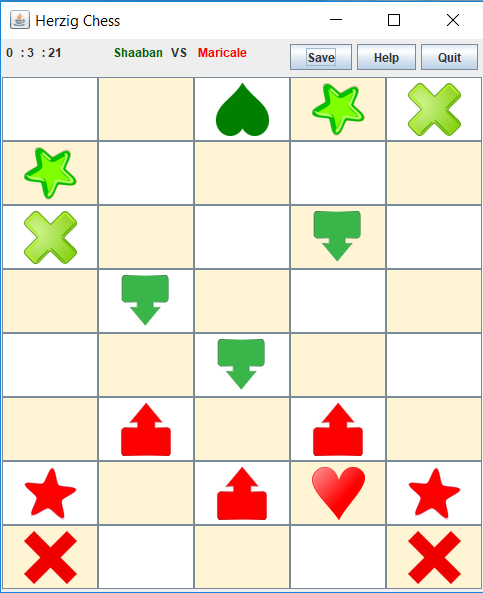 Herzig Chess
0 : 3 : 21 Shaaban VS Maricale Save Help Quit